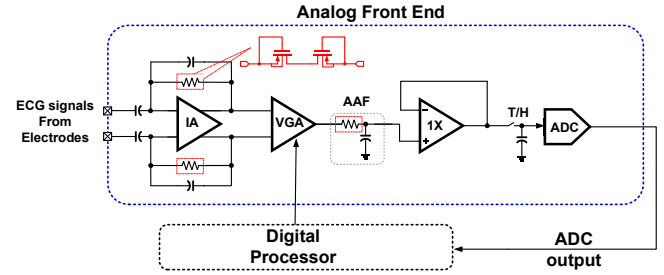 Analog Front End
ECG signals
From
Electrodes
IA
VGA
AAF
1X
T/H
ADC
Digital
Processor
ADC
output